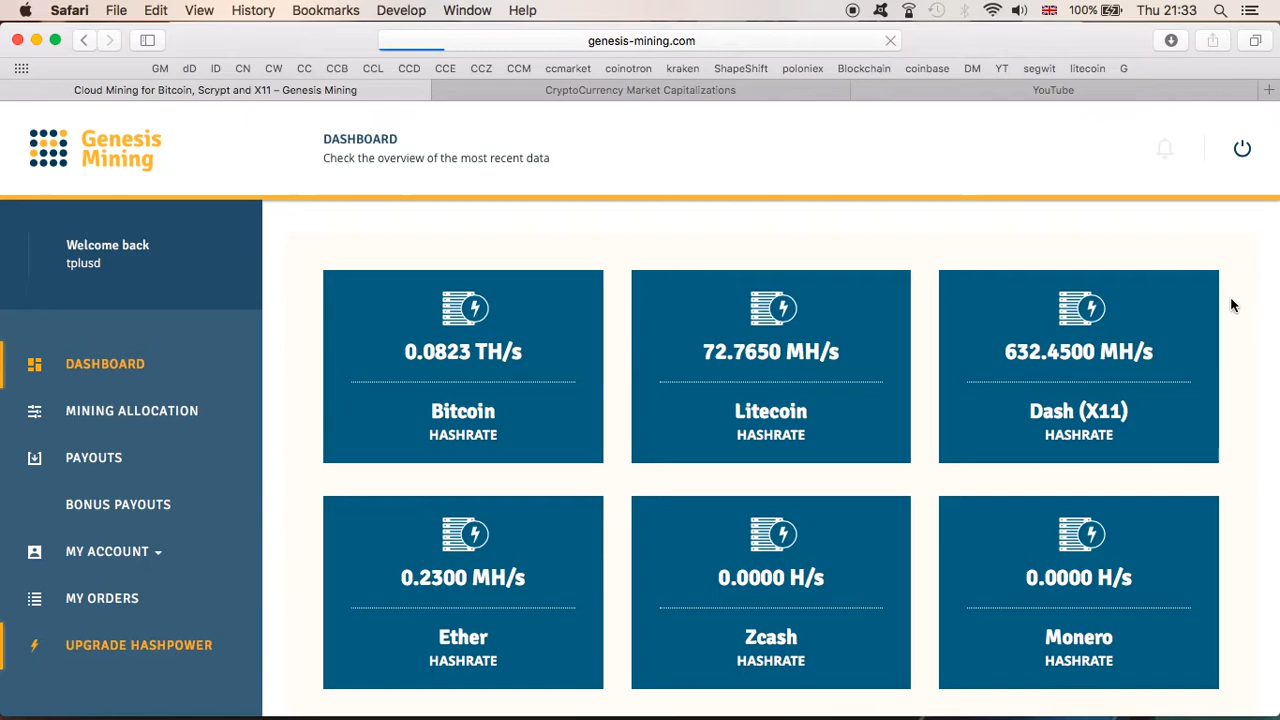 Safari File Edit View History Bookmarks Develop Window Help 100% Thu 21:33
genesis-mining.com
GM dD ID CN CW CC CCB CCL CCD CCE CCZ CCM ccmarket coinotron kraken ShapeShift poloniex Blockchain coinbase DM YT segwit litecoin G
Cloud Mining for Bitcoin, Scrypt and X11 – Genesis Mining CryptoCurrency Market Capitalizations YouTube
Genesis
Mining
DASHBOARD
Check the overview of the most recent data
Welcome back
tplusd
DASHBOARD
MINING ALLOCATION
PAYOUTS
BONUS PAYOUTS
MY ACCOUNT
MY ORDERS
UPGRADE HASHPOWER
0.0823 TH/s
Bitcoin
HASHRATE
72.7650 MH/s
Litecoin
HASHRATE
632.4500 MH/s
Dash (X11)
HASHRATE
0.2300 MH/s
Ether
HASHRATE
0.0000 H/s
Zcash
HASHRATE
0.0000 H/s
Monero
HASHRATE